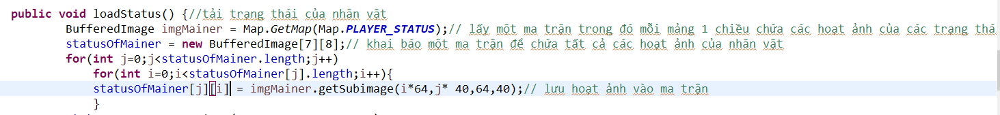 public void loadStatus() {//tải trạng thái của nhân vật
BufferedImage imgMainer = Map.GetMap(Map.PLAYER_STATUS);// lấy một ma trận trong đó mỗi mảng 1 chiều chứa các hoạt ảnh của các trạng thá
statusOfMainer = new BufferedImage[7][8];// khai báo một ma trận để chứa tất cả các hoạt ảnh của nhân vật
for(int j=0;j<statusOfMainer.length;j++)
for(int i=0;i<statusOfMainer[j].length;i++){
statusOfMainer[j][i] = imgMainer.getSubimage(i*64,j* 40,64,40);// lưu hoạt ảnh vào ma trận
}